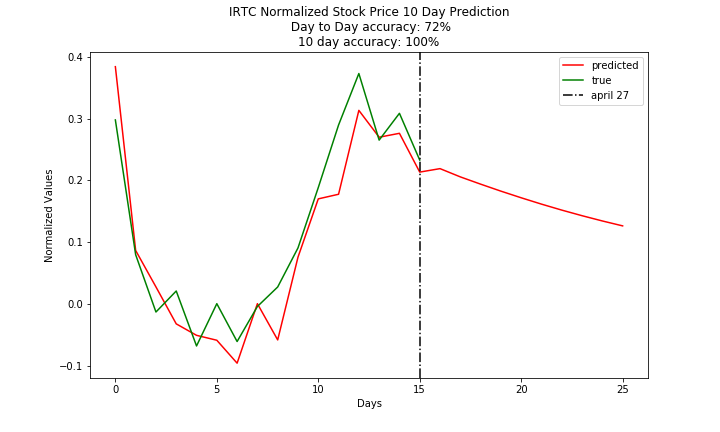 IRTC Normalized Stock Price 10 Day Prediction
Day to Day accuracy: 72%
10 day accuracy: 100%
predicted
true
april 27
0.4
0.3
0.2
0.1
0.0
−0.1
Normalized Values
0 5 10 15 20 25
Days